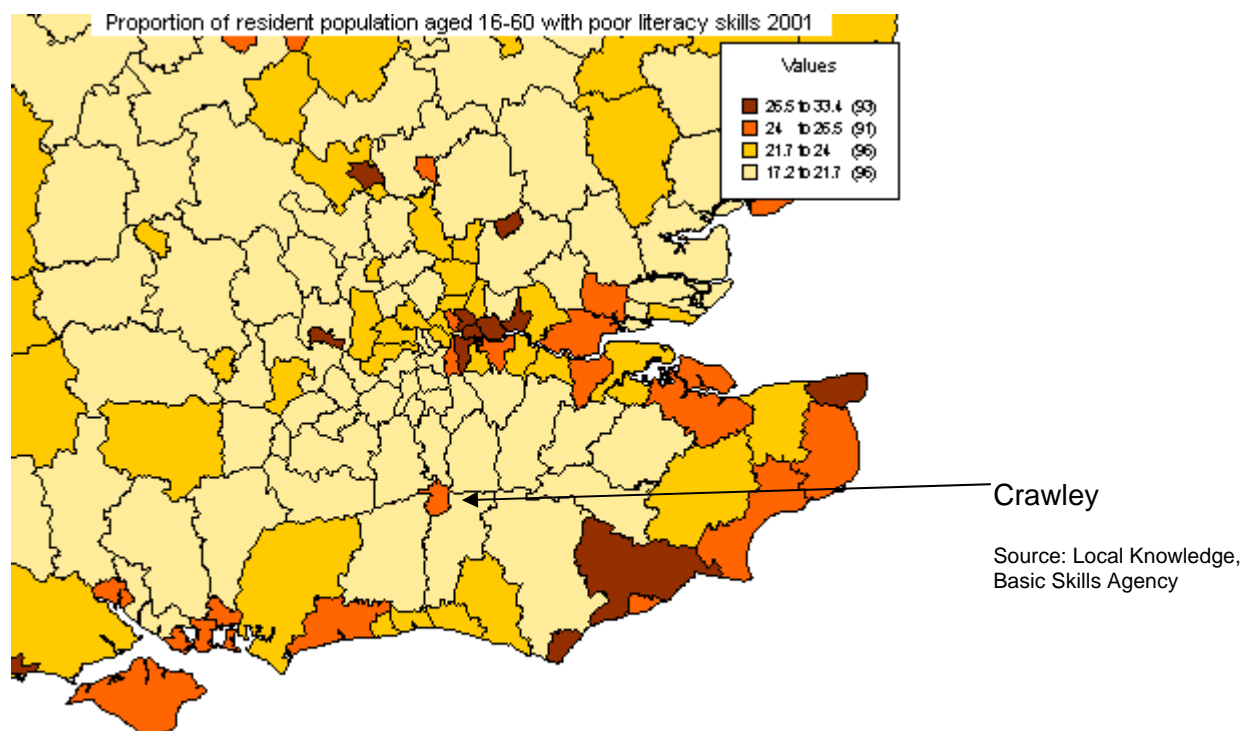 Proportion of resident population aged 16-60 with poor literacy skills 2001
Values
26.5 to 33.4 (93)
24 to 26.5 (91)
21.7 to 24 (96)
17.2 to 21.7 (96)
Crawley
Source: Local Knowledge,
Basic Skills Agency